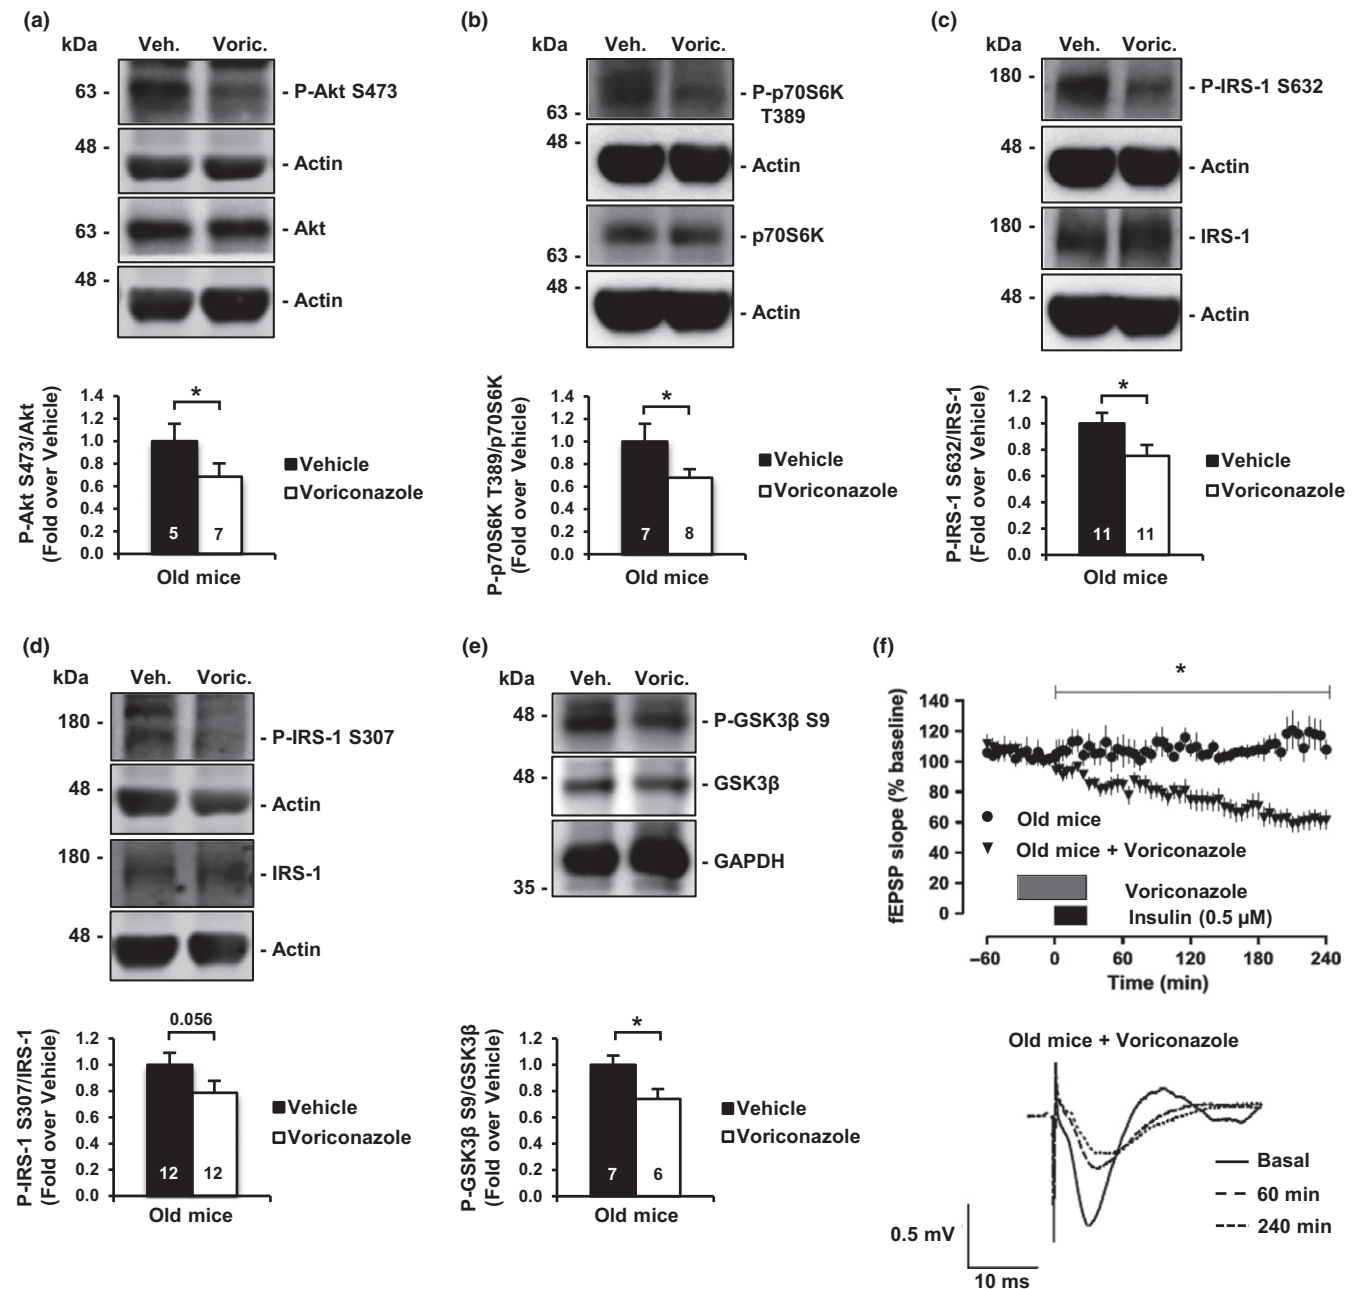 (a)
kDa Veh. Voric.
63 - - P-Akt S473
48 - - Actin
63 - - Akt
48 - - Actin
P-Akt S473/Akt
(Fold over Vehicle)
1.4
1.2
1.0
0.8
0.6
0.4
0.2
0.0
*
5 7
Old mice
Vehicle
Voriconazole
(b)
kDa Veh. Voric.
- P-p70S6K
T389
63 -
48 - - Actin
- p70S6K
63 -
48 - - Actin
P-p70S6K T389/p70S6K
(Fold over Vehicle)
1.4
1.2
1.0
0.8
0.6
0.4
0.2
0.0
*
7 8
Old mice
Vehicle
Voriconazole
(c)
kDa Veh. Voric.
180 - - P-IRS-1 S632
48 - - Actin
180 - - IRS-1
48 - - Actin
P-IRS-1 S632/IRS-1
(Fold over Vehicle)
1.2
1.0
0.8
0.6
0.4
0.2
0.0
*
11 11
Old mice
Vehicle
Voriconazole
(d)
kDa Veh. Voric.
180 - - P-IRS-1 S307
48 - - Actin
180 - - IRS-1
48 - - Actin
P-IRS-1 S307/IRS-1
(Fold over Vehicle)
1.2
1.0
0.8
0.6
0.4
0.2
0.0
0.056
12 12
Old mice
Vehicle
Voriconazole
(e)
kDa Veh. Voric.
48 - - P-GSK3β S9
48 - - GSK3β
- GAPDH
35 -
P-GSK3β S9/GSK3β
(Fold over Vehicle)
1.2
1.0
0.8
0.6
0.4
0.2
0.0
*
7 6
Old mice
Vehicle
Voriconazole
(f)
*
fEPSP slope (% baseline)
140
120
100
80
60
40
20
0
Old mice
Old mice + Voriconazole
Voriconazole
Insulin (0.5 µM)
–60 0 60 120 180 240
Time (min)
Old mice + Voriconazole
Basal
60 min
240 min
0.5 mV
10 ms